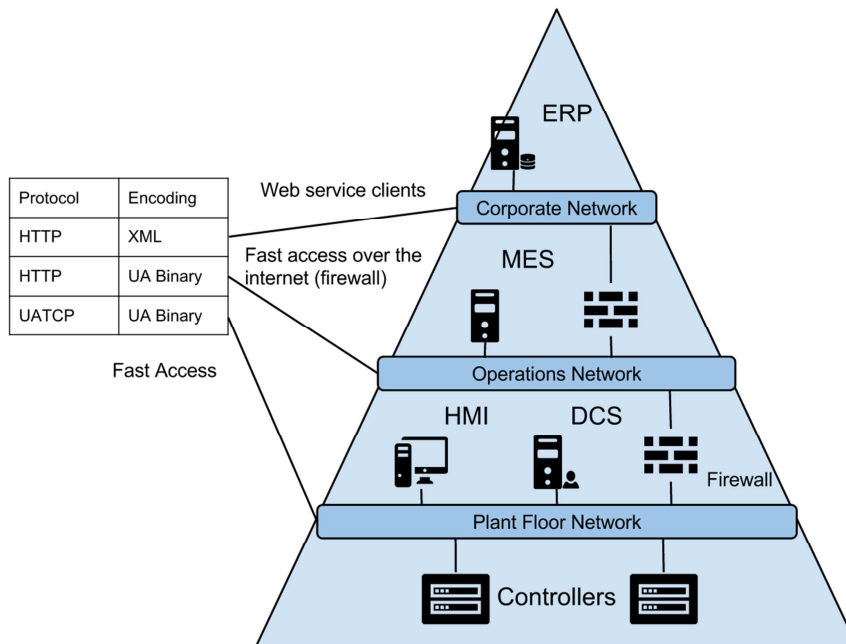 ERP
Protocol Encoding
HTTP XML
HTTP UA Binary
UATCP UA Binary
Web service clients
Corporate Network
Fast access over the
internet (firewall)
MES
Operations Network
Fast Access
HMI
DCS
Firewall
Plant Floor Network
Controllers